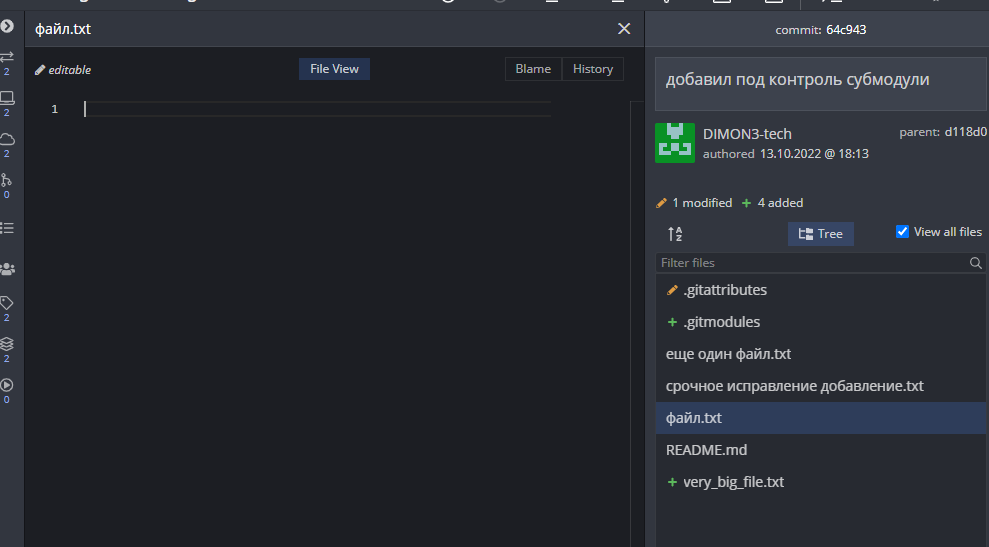 файл.txt
commit: 64c943
editable
File View
Blame
History
1
добавил под контроль субмодули
DIMON3-tech
parent: d118d0
authored 13.10.2022 @ 18:13
1 modified + 4 added
A
Z
Tree
View all files
Filter files
.gitattributes
+ .gitmodules
еще один файл.txt
срочное исправление добавление.txt
файл.txt
README.md
+ very_big_file.txt
2
2
2
0
2
2
0